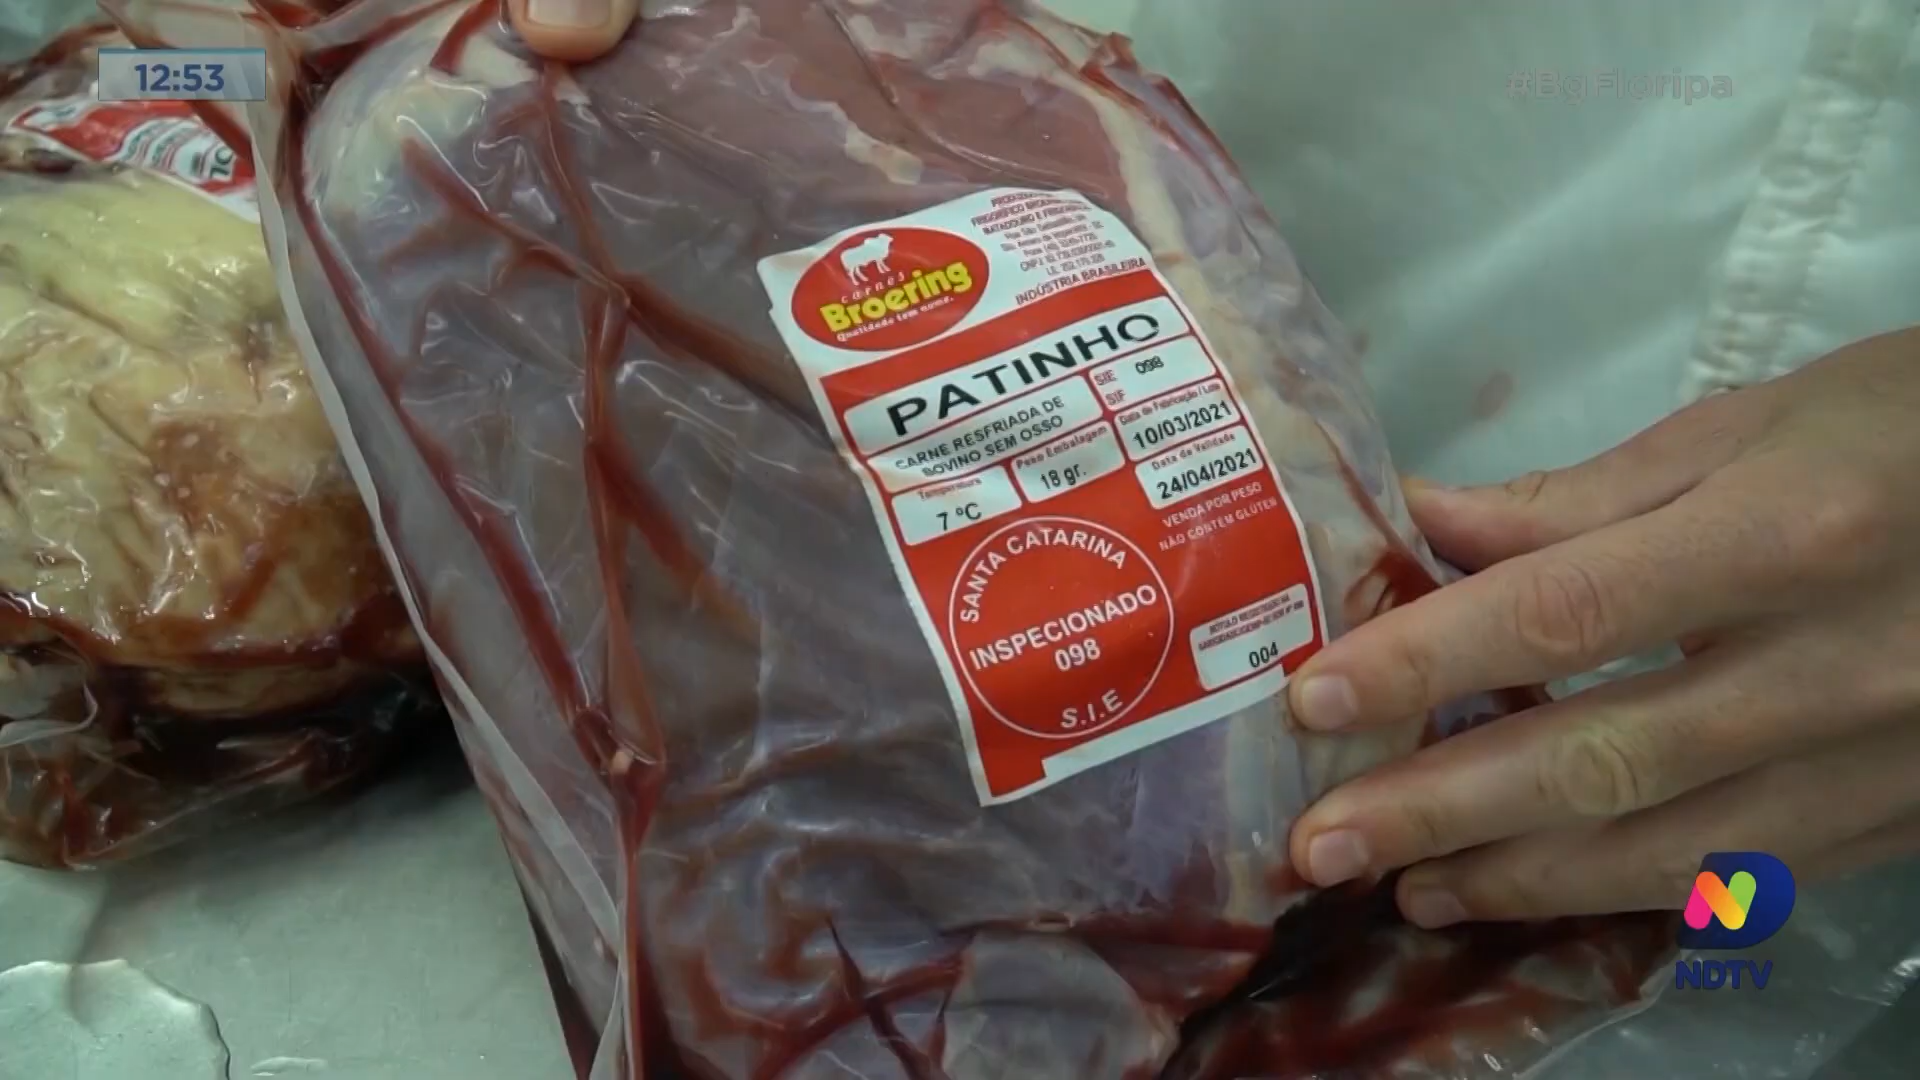 12:53
#BgFloripa
carnes
Broering
Qualidade tem nome.
INDÚSTRIA BRASILEIRA
PATINHO
CARNE RESFRIADA DE
BOVINO SEM OSSO
SIE 098
SIF
Data de Fabricação / Lote
10/03/2021
Temperatura
7 ºC
Peso Embalagem
18 gr.
Data de Validade
24/04/2021
VENDA POR PESO
NÃO CONTÉM GLÚTEN
SANTA CATARINA
INSPECIONADO
098
S.I.E
004
NDTV